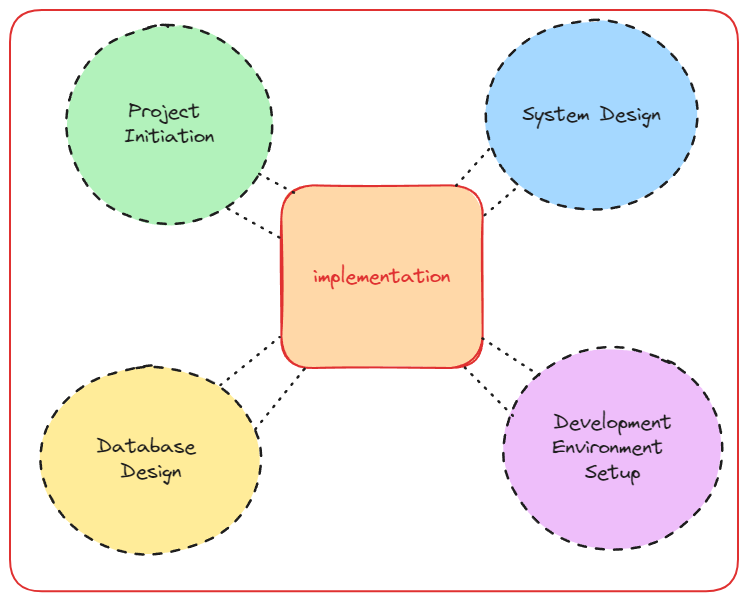 Project
Initiation
System Design
implementation
Database
Design
Development
Environment
Setup